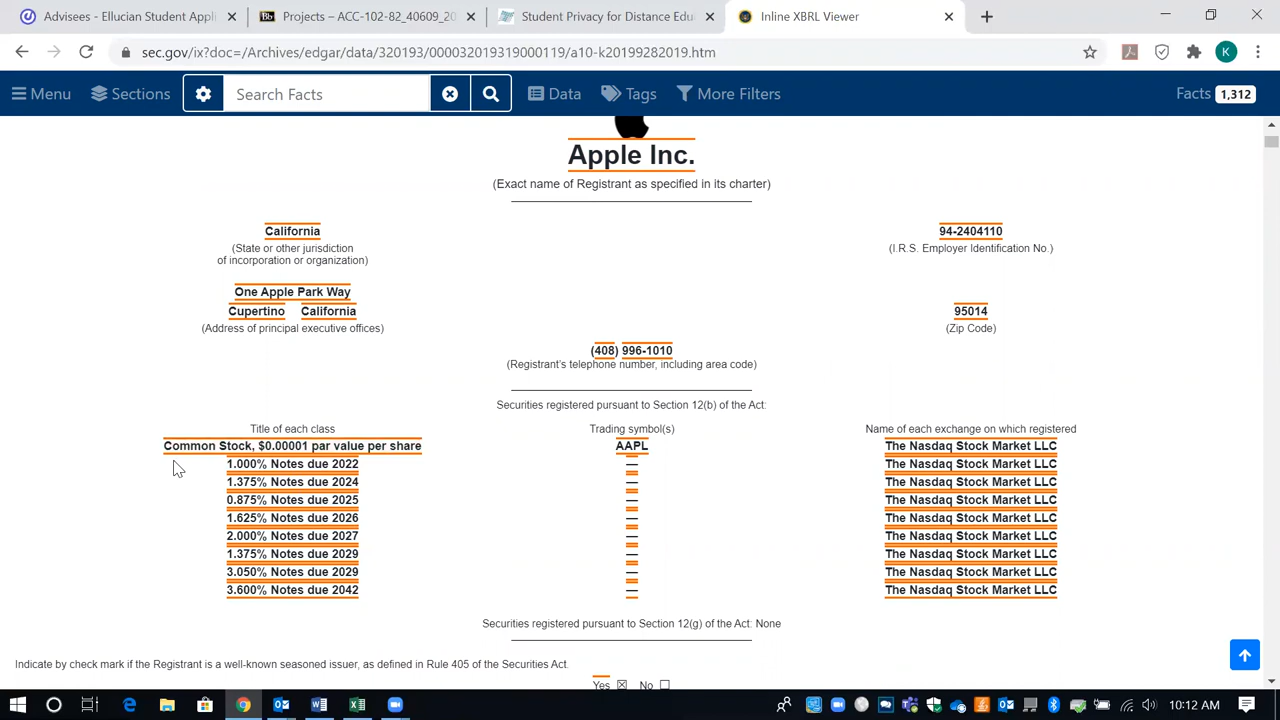 Advisees - Ellucian Student Advi
Projects – ACC-102-82_40609_20
Student Privacy for Distance Edu
Inline XBRL Viewer
sec.gov/ix?doc=/Archives/edgar/data/320193/000032019319000119/a10-k20199282019.htm
K
Menu Sections Search Facts Data Tags More Filters Facts 1,312
Apple Inc.
(Exact name of Registrant as specified in its charter)
California 94-2404110
(State or other jurisdiction (I.R.S. Employer Identification No.)
of incorporation or organization)
One Apple Park Way
Cupertino California 95014
(Address of principal executive offices) (Zip Code)
(408) 996-1010
(Registrant's telephone number, including area code)
Securities registered pursuant to Section 12(b) of the Act:
Title of each class Trading symbol(s) Name of each exchange on which registered
Common Stock, $0.00001 par value per share AAPL The Nasdaq Stock Market LLC
1.000% Notes due 2022 — The Nasdaq Stock Market LLC
1.375% Notes due 2024 — The Nasdaq Stock Market LLC
0.875% Notes due 2025 — The Nasdaq Stock Market LLC
1.625% Notes due 2026 — The Nasdaq Stock Market LLC
2.000% Notes due 2027 — The Nasdaq Stock Market LLC
1.375% Notes due 2029 — The Nasdaq Stock Market LLC
3.050% Notes due 2029 — The Nasdaq Stock Market LLC
3.600% Notes due 2042 — The Nasdaq Stock Market LLC
Securities registered pursuant to Section 12(g) of the Act: None
Indicate by check mark if the Registrant is a well-known seasoned issuer, as defined in Rule 405 of the Securities Act.
Yes ☒ No ☐
10:12 AM